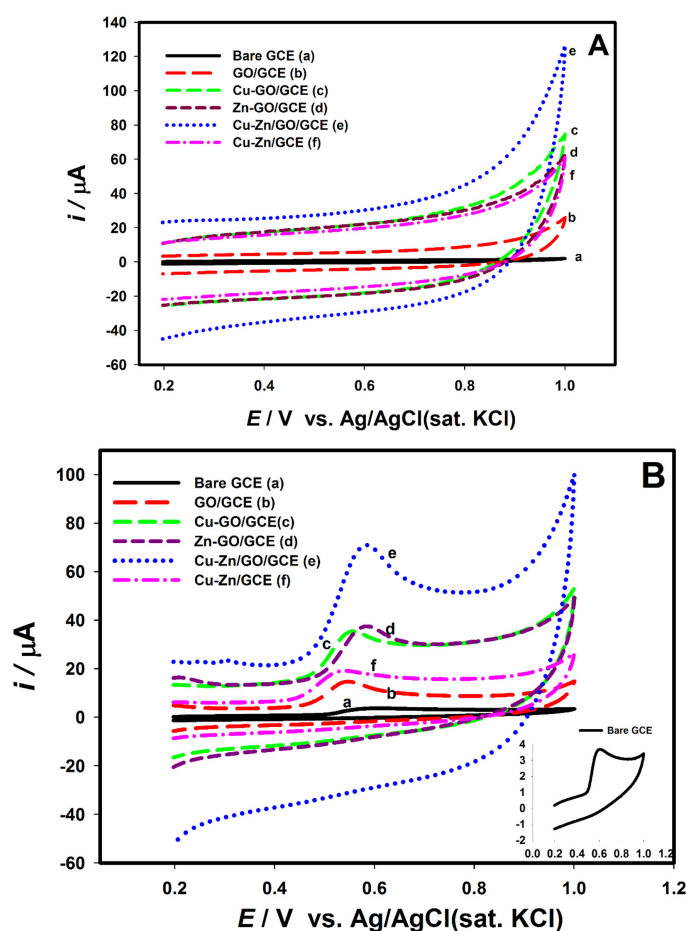 A
Bare GCE (a)
GO/GCE (b)
Cu-GO/GCE (c)
Zn-GO/GCE (d)
Cu-Zn/GO/GCE (e)
Cu-Zn/GCE (f)
140
120
100
80
60
40
20
0
-20
-40
-60
i / µA
e
c
d
f
b
a
0.2 0.4 0.6 0.8 1.0
E / V vs. Ag/AgCl(sat. KCl)
B
Bare GCE (a)
GO/GCE (b)
Cu-GO/GCE(c)
Zn-GO/GCE (d)
Cu-Zn/GO/GCE (e)
Cu-Zn/GCE (f)
100
80
60
40
20
0
-20
-40
-60
i / µA
e
d
c
f
b
a
Bare GCE
4
3
2
1
0
-1
-2
0.0 0.2 0.4 0.6 0.8 1.0 1.2
0.2 0.4 0.6 0.8 1.0 1.2
E / V vs. Ag/AgCl(sat. KCl)